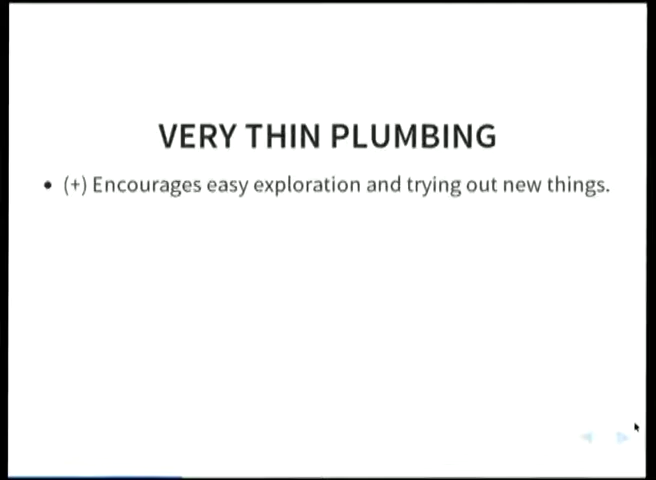 VERY THIN PLUMBING
• (+) Encourages easy exploration and trying out new things.